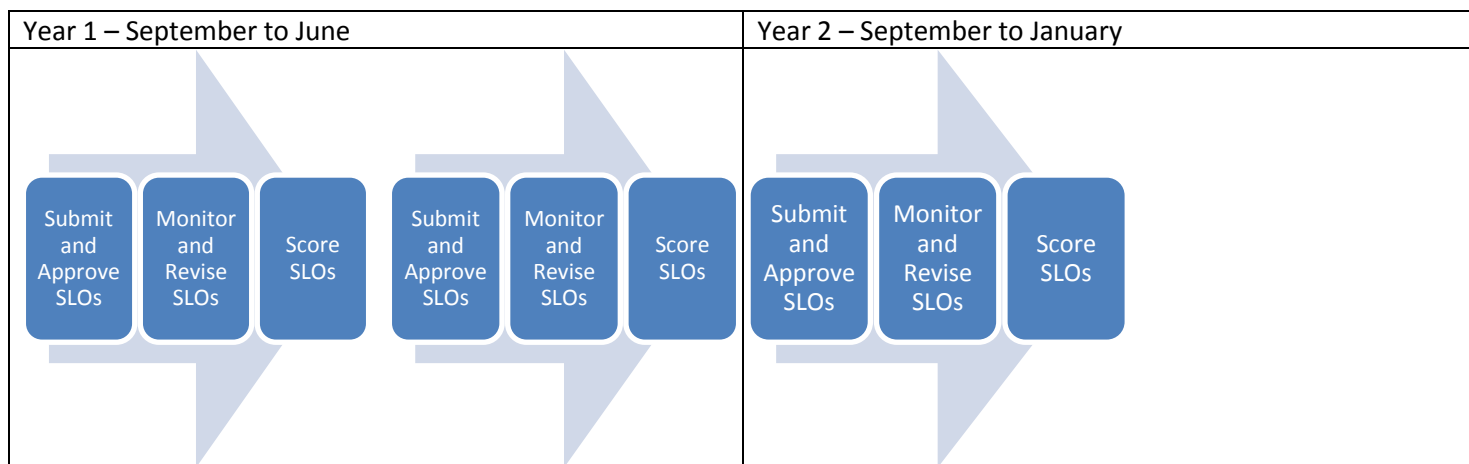 Year 1 – September to June
Year 2 – September to January
Submit
and
Approve
SLOs
Monitor
and
Revise
SLOs
Score
SLOs
Submit
and
Approve
SLOs
Monitor
and
Revise
SLOs
Score
SLOs
Submit
and
Approve
SLOs
Monitor
and
Revise
SLOs
Score
SLOs